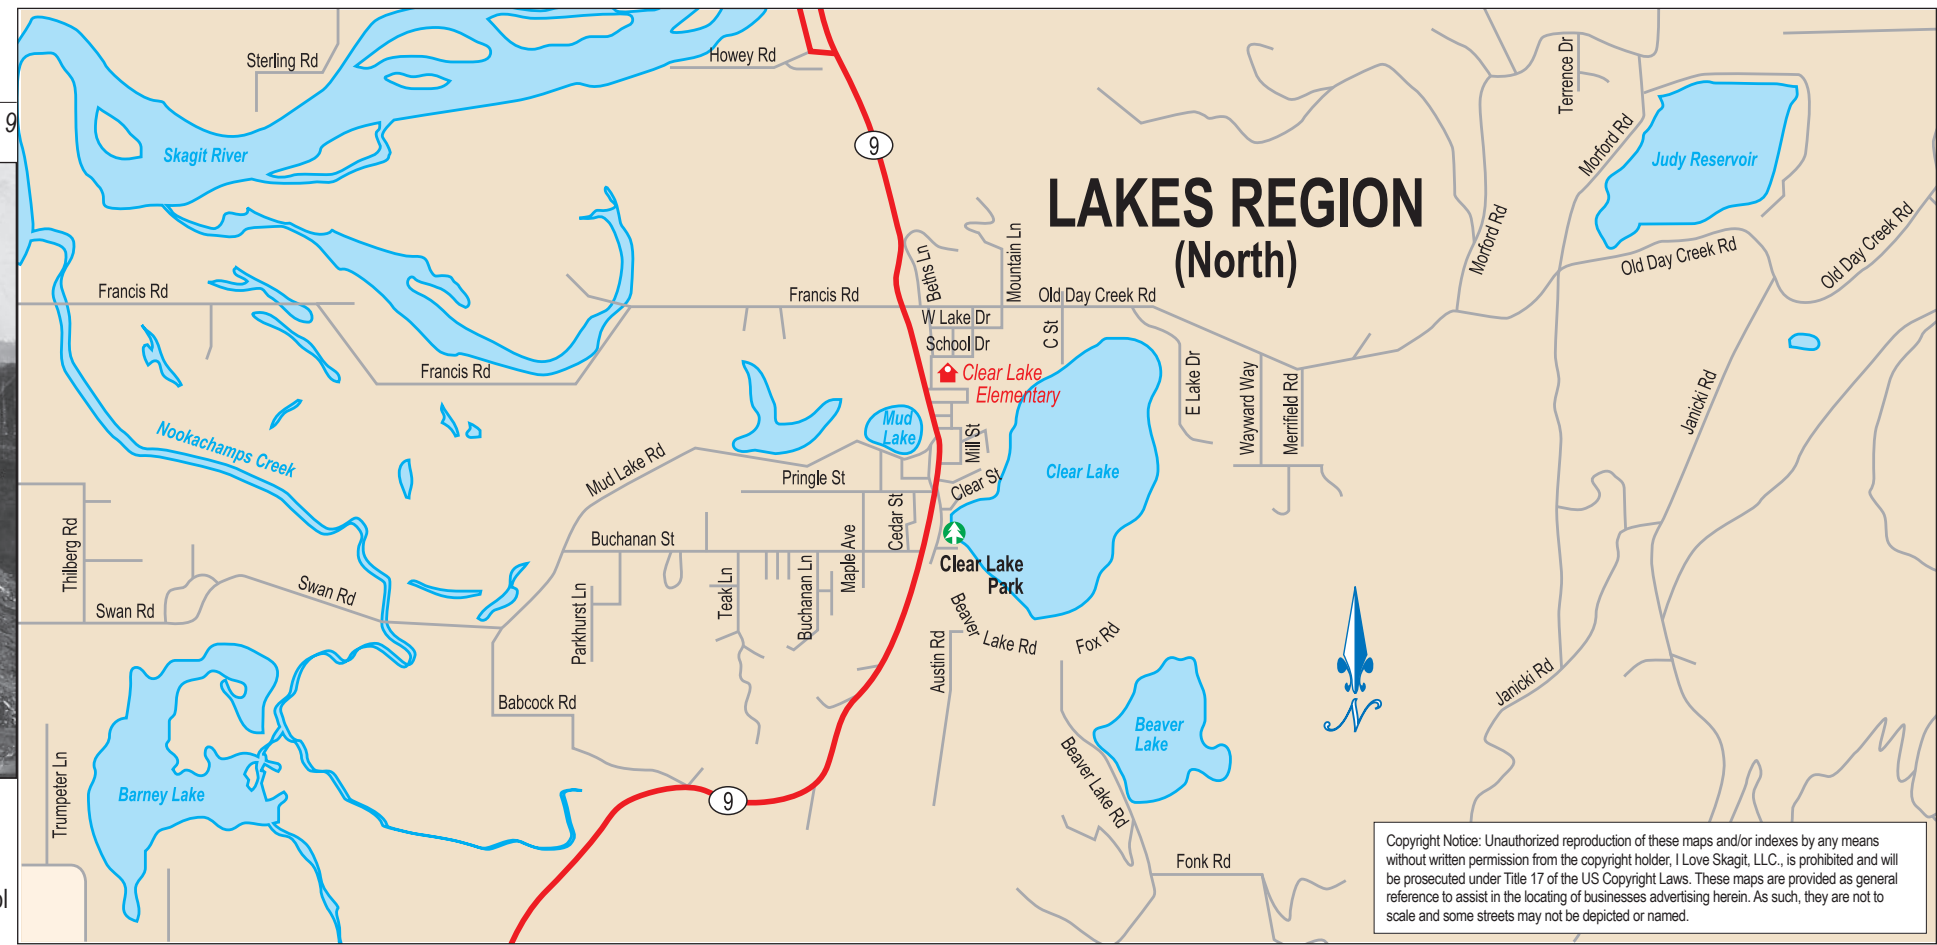 Sterling Rd
Howey Rd
Terrence Dr
9
9
Skagit River
Morford Rd
Judy Reservoir
LAKES REGION
(North)
Mountain Ln
Beths Ln
Morford Rd
Old Day Creek Rd
Old Day Creek Rd
Francis Rd
Francis Rd
Old Day Creek Rd
W Lake Dr
School Dr
C St
Francis Rd
Clear Lake
Elementary
E Lake Dr
Wayward Way
Merrifield Rd
Janicki Rd
Mud
Lake
Nookachamps Creek
Mill St
Mud Lake Rd
Pringle St
Clear St
Clear Lake
Cedar St
Thilberg Rd
Buchanan St
Maple Ave
Clear Lake
Park
Swan Rd
Swan Rd
Parkhurst Ln
Teak Ln
Buchanan Ln
Beaver
Lake Rd
Fox Rd
Austin Rd
Janicki Rd
Babcock Rd
N
Beaver
Lake
Trumpeter Ln
Barney Lake
9
Beaver Lake Rd
Fonk Rd
Copyright Notice: Unauthorized reproduction of these maps and/or indexes by any means
without written permission from the copyright holder, I Love Skagit, LLC., is prohibited and will
be prosecuted under Title 17 of the US Copyright Laws. These maps are provided as general
reference to assist in the locating of businesses advertising herein. As such, they are not to
scale and some streets may not be depicted or named.
ol